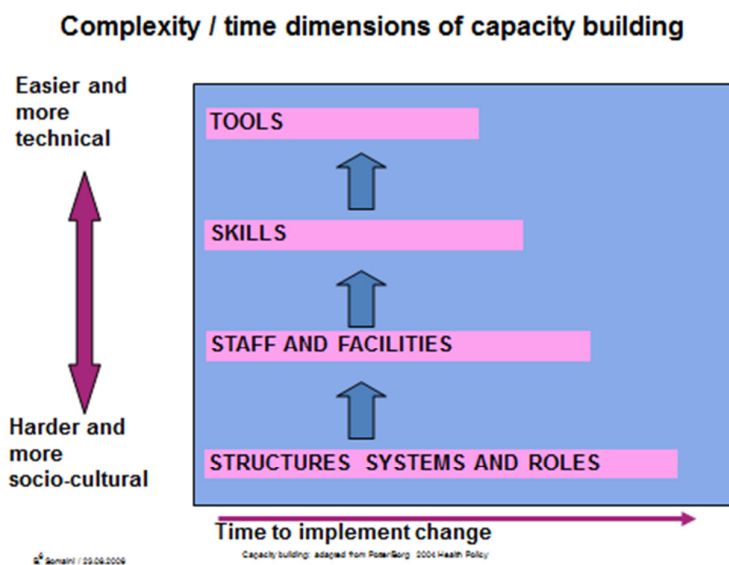 Complexity / time dimensions of capacity building
Easier and
more
technical
TOOLS
SKILLS
STAFF AND FACILITIES
Harder and
more
socio-cultural
STRUCTURES SYSTEMS AND ROLES
Time to implement change
Capacity building: adapted from 2004 Health Policy
Somaini /